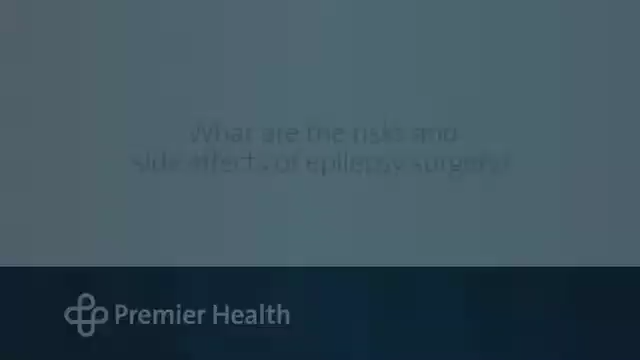 What are the risks and
side effects of epilepsy surgery?
Premier Health